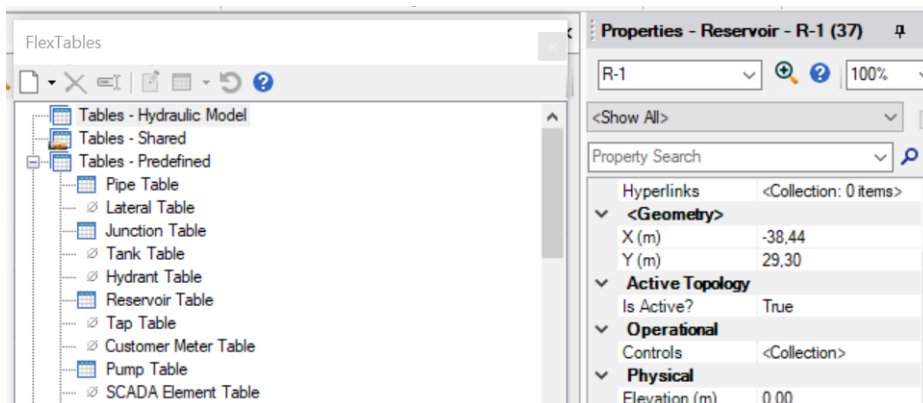 FlexTables
Tables - Hydraulic Model
Tables - Shared
Tables - Predefined
Pipe Table
Lateral Table
Junction Table
Tank Table
Hydrant Table
Reservoir Table
Tap Table
Customer Meter Table
Pump Table
SCADA Element Table
Properties - Reservoir - R-1 (37)
R-1
100%
<Show All>
Property Search
Hyperlinks <Collection: 0 items>
<Geometry>
X (m) -38,44
Y (m) 29,30
Active Topology
Is Active? True
Operational
Controls <Collection>
Physical
Elevation (m) 0,00